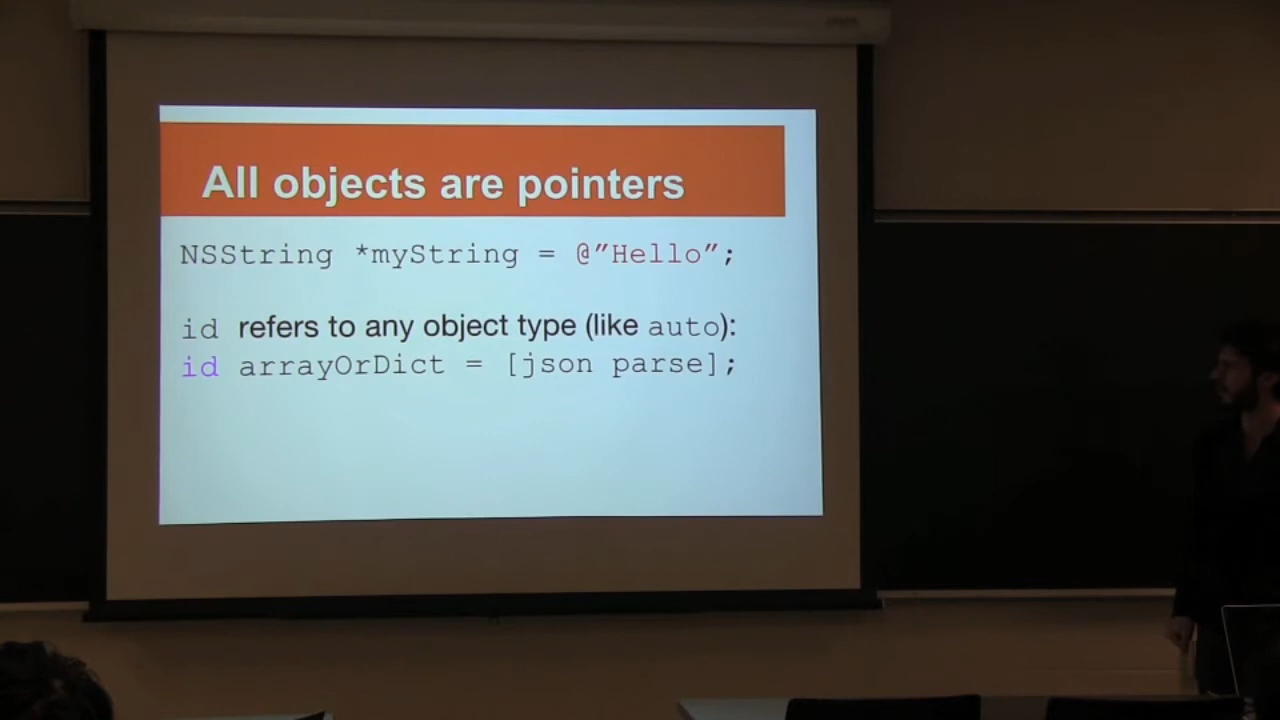 All objects are pointers
NSString *myString = @”Hello”;
id refers to any object type (like auto):
id arrayOrDict = [json parse];